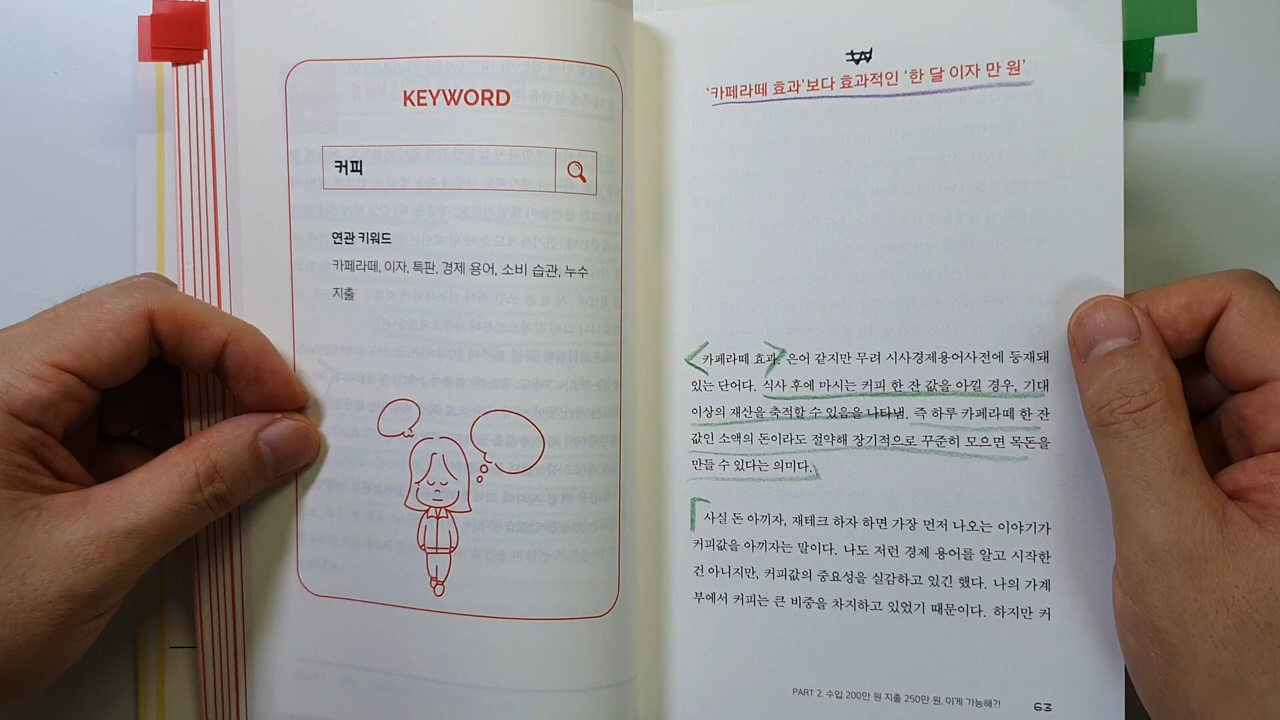 KEYWORD
커피
연관 키워드
카페라떼, 이자, 특판, 경제 용어, 소비 습관, 누수
지출
₩
‘카페라떼 효과’보다 효과적인 ‘한 달 이자 만 원’
카페라떼 효과. 은어 같지만 무려 시사경제용어사전에 등재돼
있는 단어다. 식사 후에 마시는 커피 한 잔 값을 아낄 경우, 기대
이상의 재산을 축적할 수 있음을 나타냄. 즉 하루 카페라떼 한 잔
값인 소액의 돈이라도 절약해 장기적으로 꾸준히 모으면 목돈을
만들 수 있다는 의미다.
사실 돈 아끼자, 재테크 하자 하면 가장 먼저 나오는 이야기가
커피값을 아끼자는 말이다. 나도 저런 경제 용어를 알고 시작한
건 아니지만, 커피값의 중요성을 실감하고 있긴 했다. 나의 가계
부에서 커피는 큰 비중을 차지하고 있었기 때문이다. 하지만 커
PART 2. 수입 200만 원 지출 250만 원, 이게 가능해?!
63